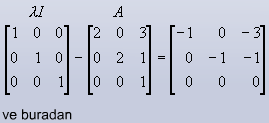 λI A
[1 0 0] [2 0 3] [-1 0 -3]
[0 1 0] - [0 2 1] = [0 -1 -1]
[0 0 1] [0 0 1] [0 0 0]
ve buradan